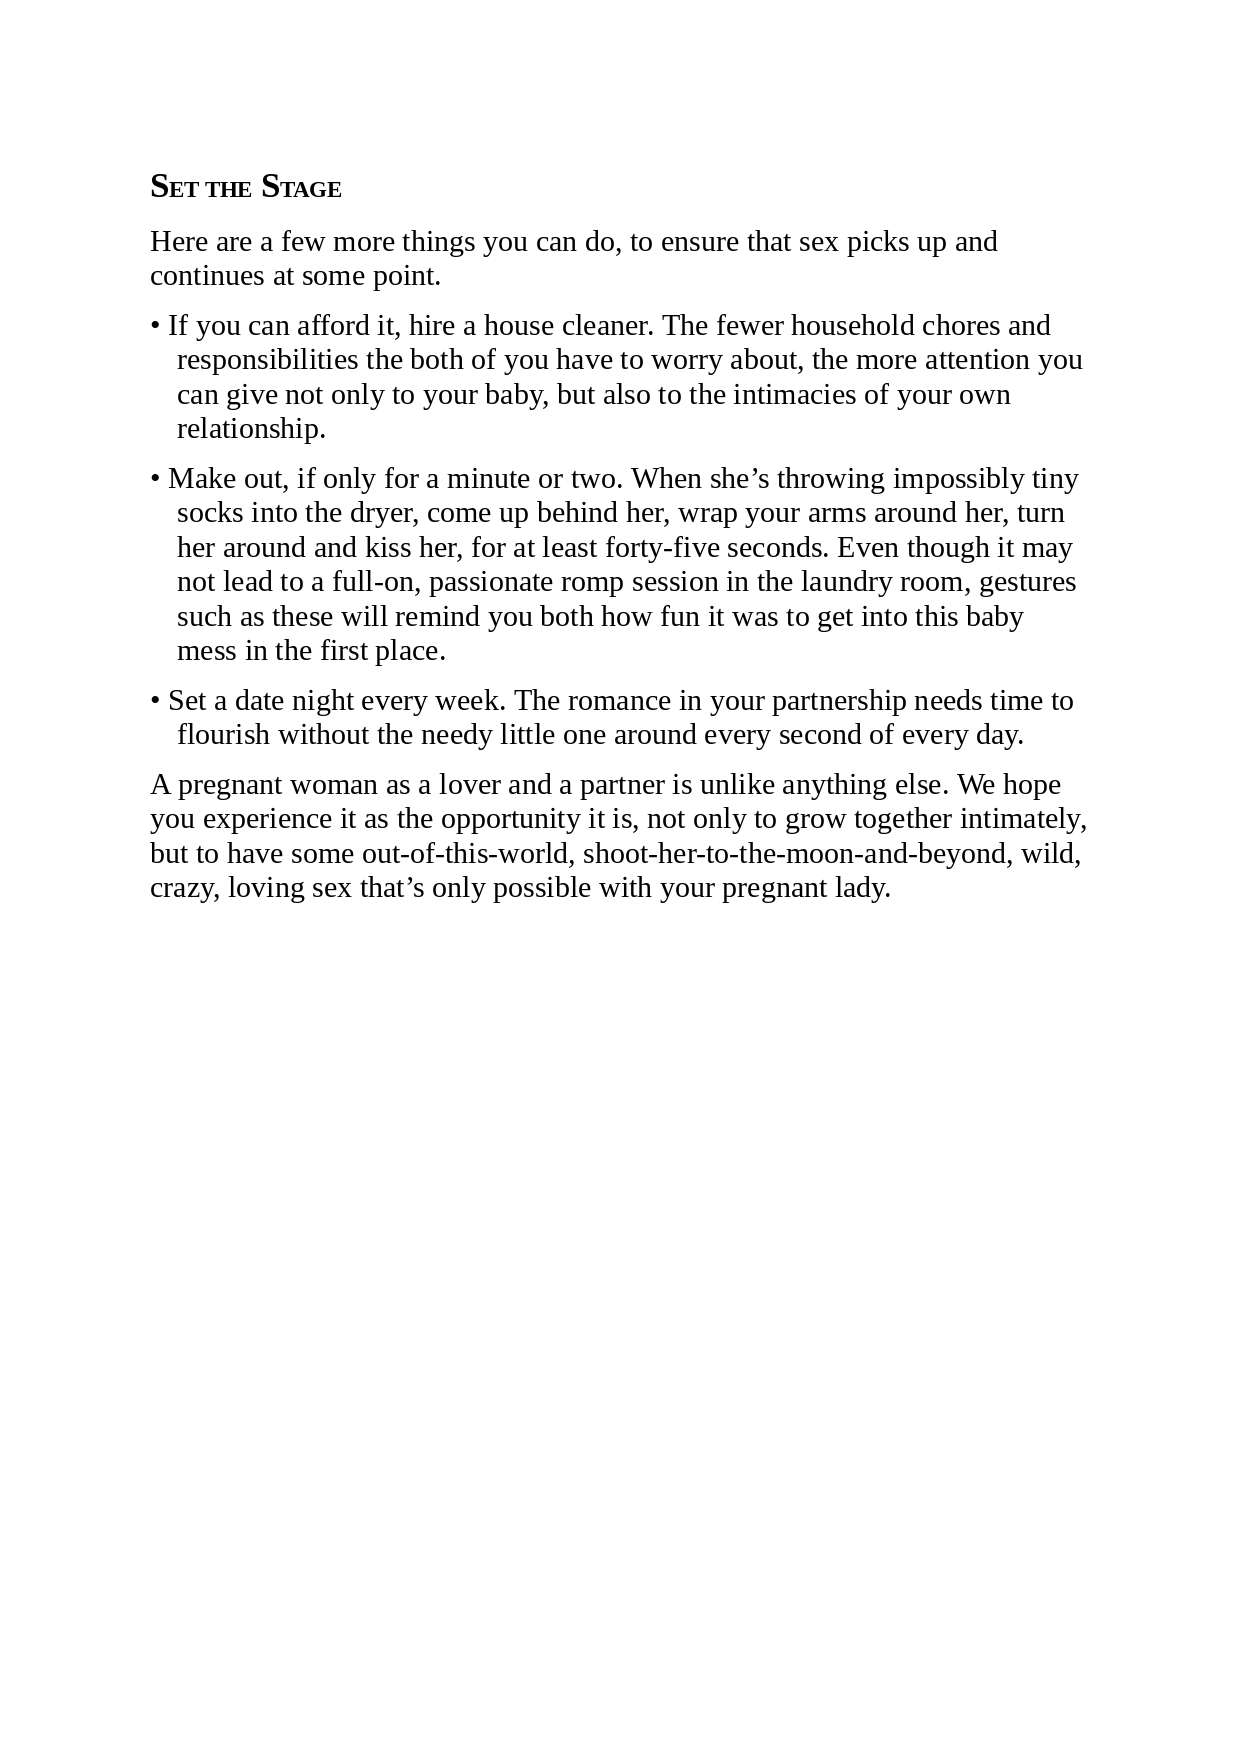 SET THE STAGE
Here are a few more things you can do, to ensure that sex picks up and
continues at some point.
• If you can afford it, hire a house cleaner. The fewer household chores and
responsibilities the both of you have to worry about, the more attention you
can give not only to your baby, but also to the intimacies of your own
relationship.
• Make out, if only for a minute or two. When she’s throwing impossibly tiny
socks into the dryer, come up behind her, wrap your arms around her, turn
her around and kiss her, for at least forty-five seconds. Even though it may
not lead to a full-on, passionate romp session in the laundry room, gestures
such as these will remind you both how fun it was to get into this baby
mess in the first place.
• Set a date night every week. The romance in your partnership needs time to
flourish without the needy little one around every second of every day.
A pregnant woman as a lover and a partner is unlike anything else. We hope
you experience it as the opportunity it is, not only to grow together intimately,
but to have some out-of-this-world, shoot-her-to-the-moon-and-beyond, wild,
crazy, loving sex that’s only possible with your pregnant lady.